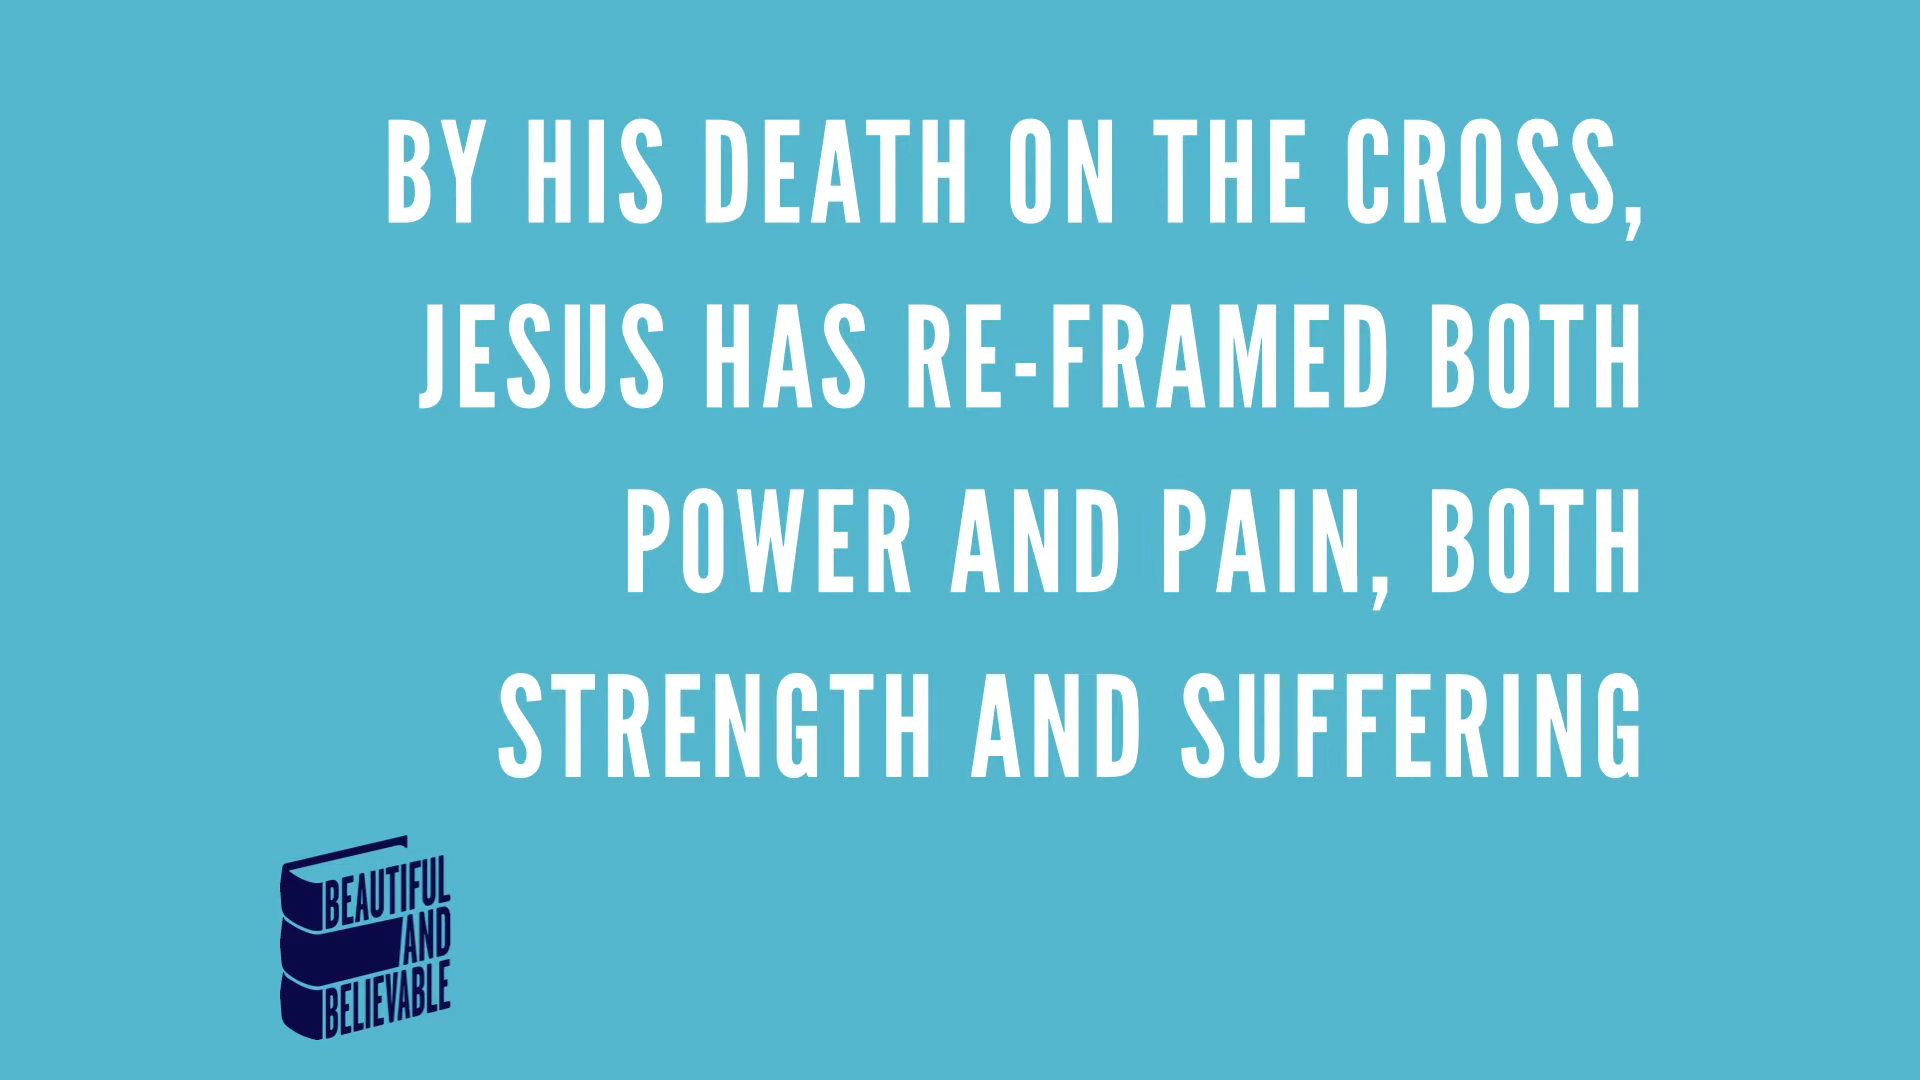 BY HIS DEATH ON THE CROSS,
JESUS HAS RE-FRAMED BOTH
POWER AND PAIN, BOTH
STRENGTH AND SUFFERING
BEAUTIFUL
AND
BELIEVABLE